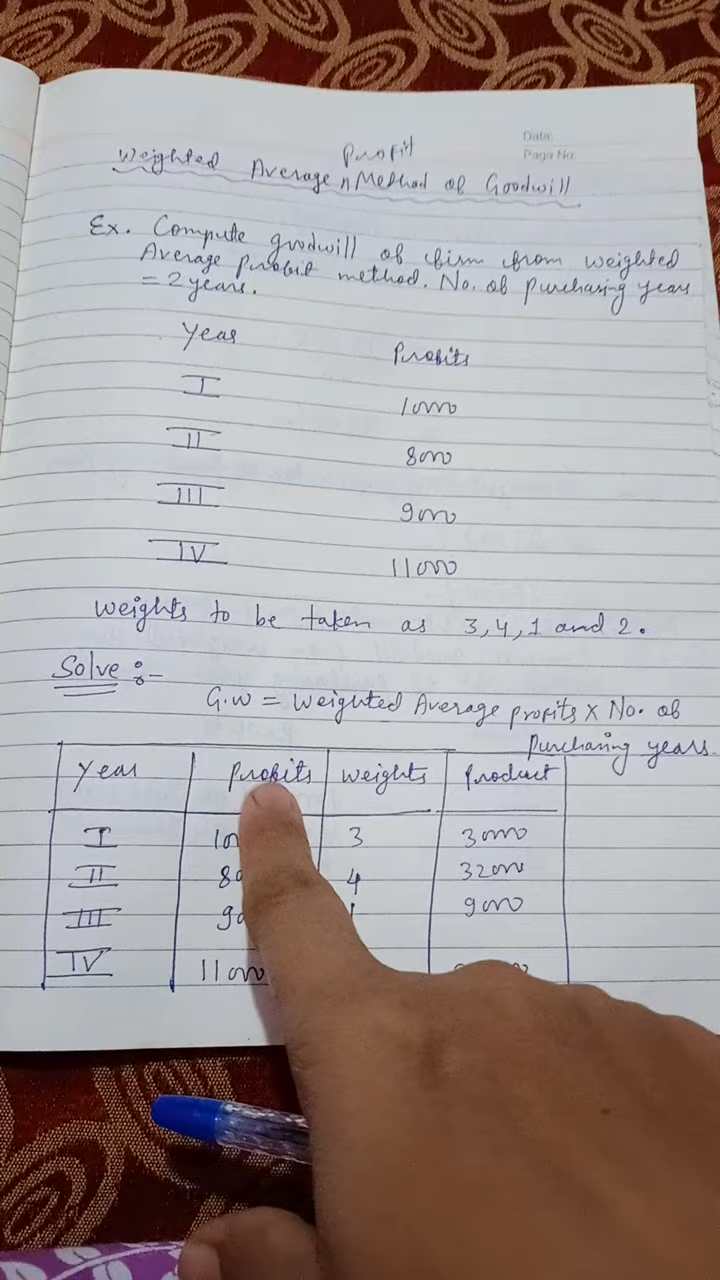 Date:
Page No.
Profit
Weighted Average ∧ Method of Goodwill
Ex. Compute goodwill of firm from weighted
Average profit method. No. of purchasing years
= 2 years.
Year Profits
I 10000
II 8000
III 9000
IV 11000
Weights to be taken as 3, 4, 1 and 2.
Solve :-
G.W = Weighted Average profits x No. of
purchasing years.
Year Profits Weights Product
I 3 30000
II 4 32000
III 9000
IV 11000